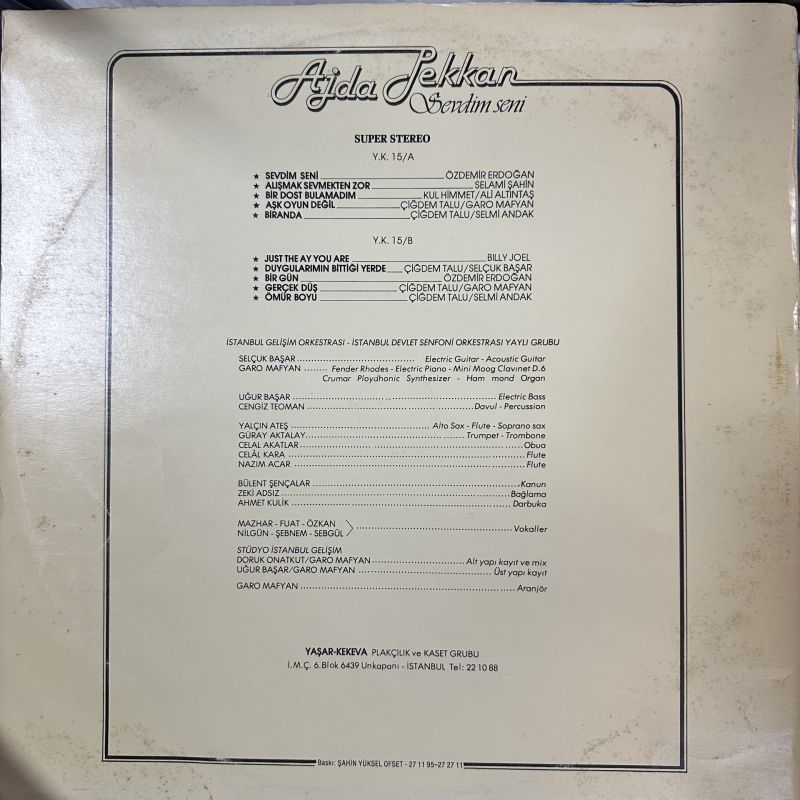 Ajda Pekkan
Sevdim seni
SUPER STEREO
Y.K. 15/A
★ SEVDİM SENİ ÖZDEMİR ERDOĞAN
★ ALIŞMAK SEVMEKTEN ZOR SELAMİ ŞAHİN
★ BİR DOST BULAMADIM KUL HİMMET/ALİ ALTINTAŞ
★ AŞK OYUN DEĞİL ÇİĞDEM TALU/GARO MAFYAN
★ BİRANDA ÇİĞDEM TALU/SELMİ ANDAK
Y.K. 15/B
★ JUST THE AY YOU ARE BILLY JOEL
★ DUYGULARIMIN BİTTİĞİ YERDE ÇİĞDEM TALU/SELÇUK BAŞAR
★ BİR GÜN ÖZDEMİR ERDOĞAN
★ GERÇEK DÜŞ ÇİĞDEM TALU/GARO MAFYAN
★ ÖMÜR BOYU ÇİĞDEM TALU/SELMİ ANDAK
İSTANBUL GELİŞİM ORKESTRASI - İSTANBUL DEVLET SENFONİ ORKESTRASI YAYLI GRUBU
SELÇUK BAŞAR Electric Guitar - Acoustic Guitar
GARO MAFYAN Fender Rhodes - Electric Piano - Mini Moog Clavınet D.6
Crumar Ploydhonic Synthesizer - Ham mond Organ
UĞUR BAŞAR Electric Bass
CENGİZ TEOMAN Davul - Percussion
YALÇIN ATEŞ Alto Sax - Flute - Soprano sax
GÜRAY AKTALAY Trumpet - Trombone
CELAL AKATLAR Obua
CELÂL KARA Flute
NAZIM ACAR Flute
BÜLENT ŞENÇALAR Kanun
ZEKİ ADSIZ Bağlama
AHMET KULİK Darbuka
MAZHAR - FUAT - ÖZKAN
NİLGÜN - ŞEBNEM - SEBGÜL Vokaller
STÜDYO İSTANBUL GELİŞİM
DORUK ONATKUT/GARO MAFYAN Alt yapı kayıt ve mix
UĞUR BAŞAR/GARO MAFYAN Üst yapı kayıt
GARO MAFYAN Aranjör
YAŞAR-KEKEVA PLAKÇILIK ve KASET GRUBU
İ.M.Ç. 6.Blok 6439 Unkapanı - İSTANBUL Tel: 22 10 88
Baskı: ŞAHİN YÜKSEL OFSET - 27 11 95-27 27 11